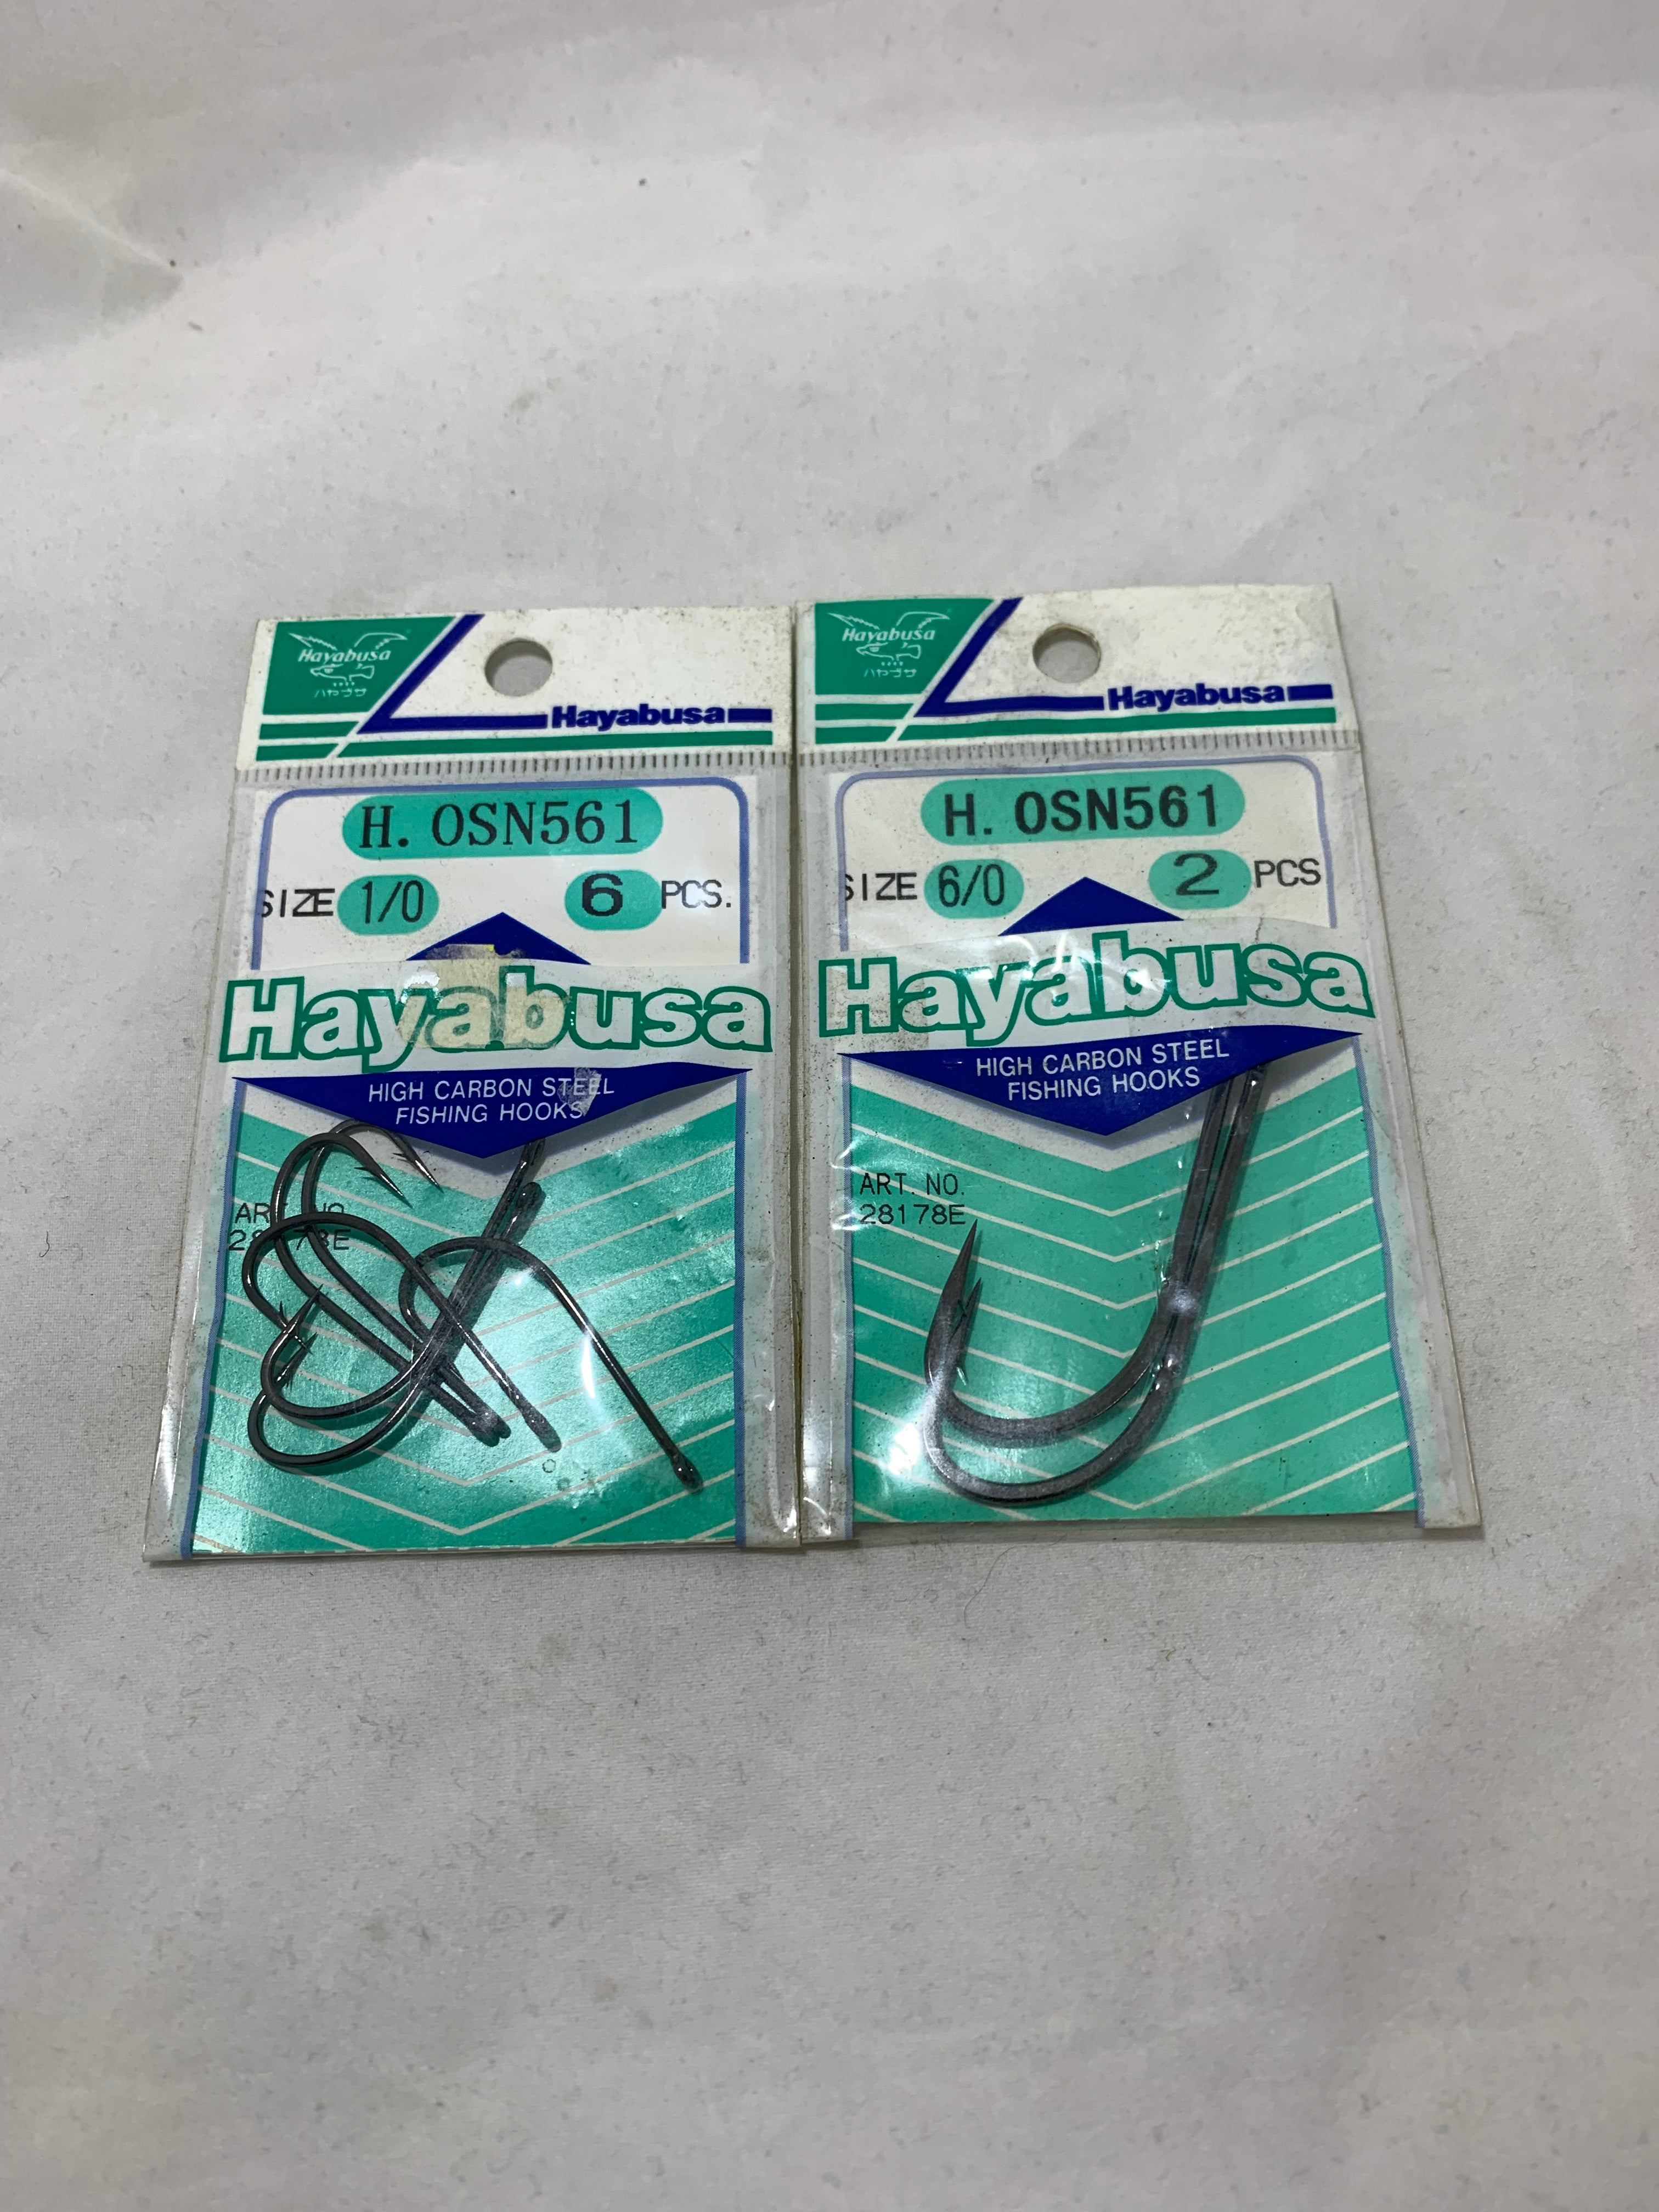 Hayabusa
ハヤブサ
Hayabusa
H. OSN561
SIZE 1/0 6 PCS.
Hayabusa
HIGH CARBON STEEL
FISHING HOOKS
ART. NO.
Hayabusa
ハヤブサ
Hayabusa
H. OSN561
SIZE 6/0 2 PCS
Hayabusa
HIGH CARBON STEEL
FISHING HOOKS
ART. NO.
28178E